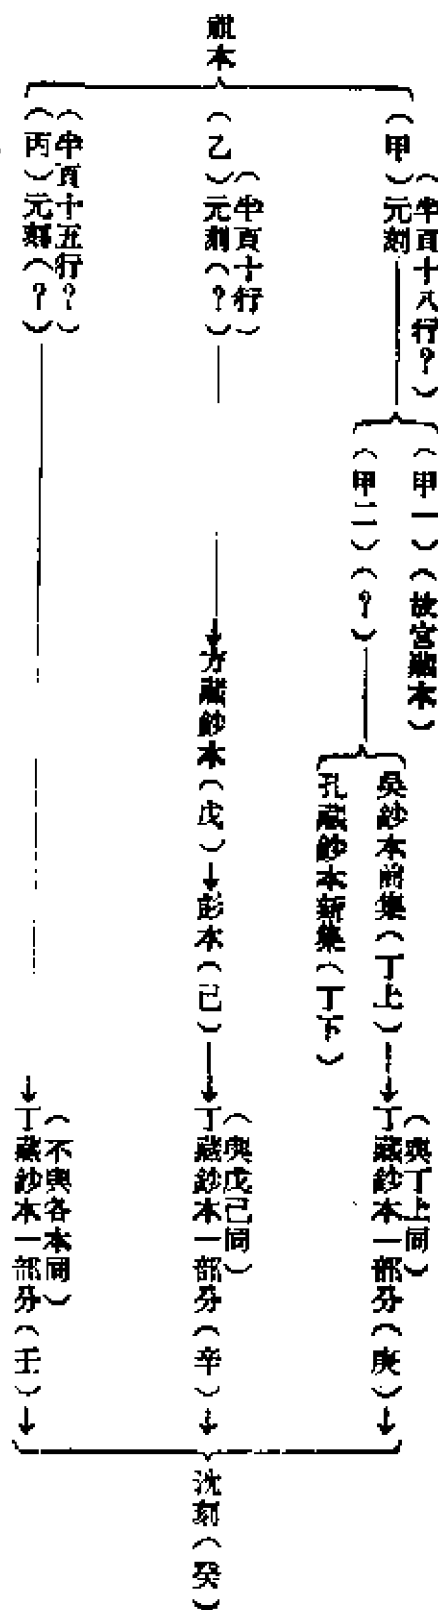 祖本
（半頁十八行？）
（甲）元刻
（甲一）（故宮藏本）
（甲二）（？）
吳鈔本前集（丁上）
孔藏鈔本新集（丁下）
（與丁上同）
丁藏鈔本一部分（庚）
（半頁十行）
（乙）元刻（？）
方藏鈔本（戊）→彭本（己）
（與戊己同）
丁藏鈔本一部分（辛）
（半頁十五行？）
（丙）元刻（？）
（不與各本同）
丁藏鈔本一部分（壬）
沈刻（癸）